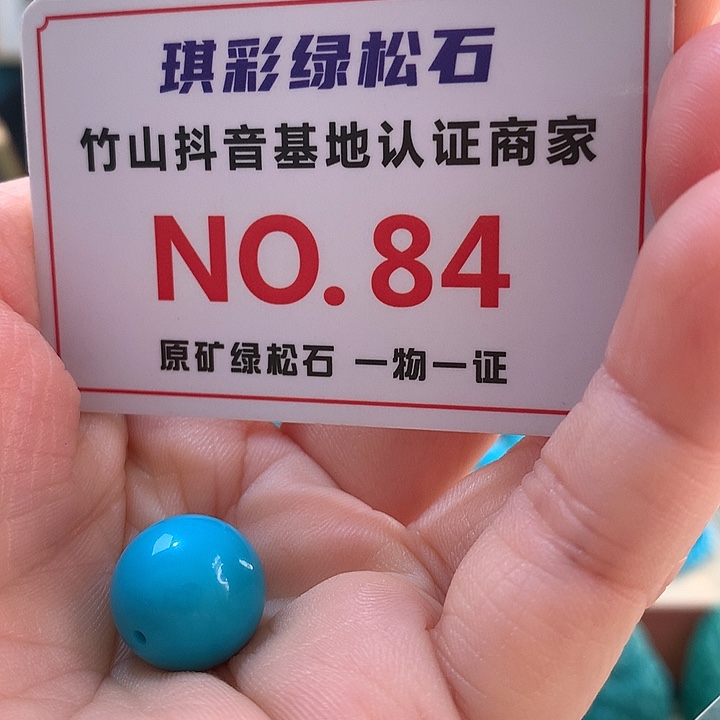 琪彩绿松石
竹山抖音基地认证商家
NO.84
原矿绿松石 一物一证